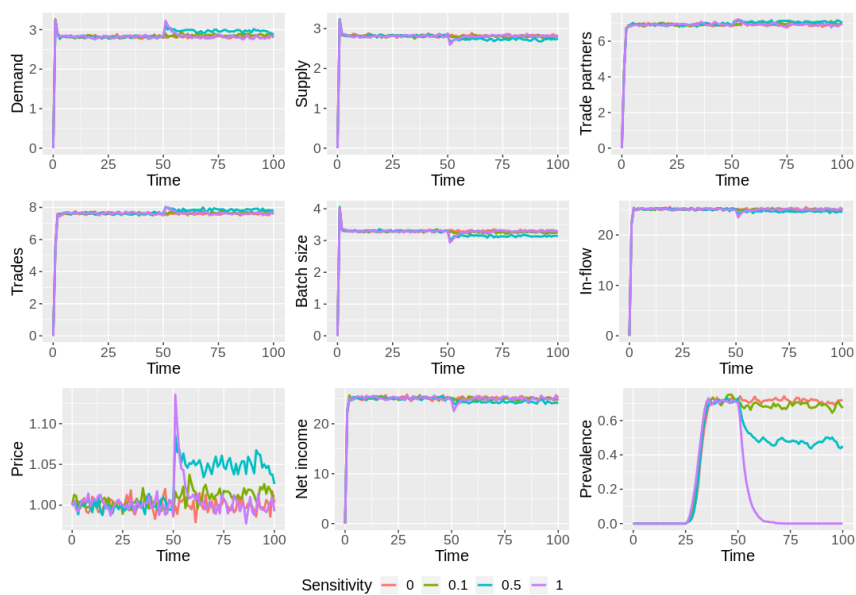 Demand
3
2
1
0
0 25 50 75 100
Time
Supply
3
2
1
0
0 25 50 75 100
Time
Trade partners
6
4
2
0
0 25 50 75 100
Time
Trades
8
6
4
2
0
0 25 50 75 100
Time
Batch size
4
3
2
1
0
0 25 50 75 100
Time
In-flow
20
10
0
0 25 50 75 100
Time
Price
1.10
1.05
1.00
0 25 50 75 100
Time
Net income
20
10
0
0 25 50 75 100
Time
Prevalence
0.6
0.4
0.2
0.0
0 25 50 75 100
Time
Sensitivity 0 0.1 0.5 1